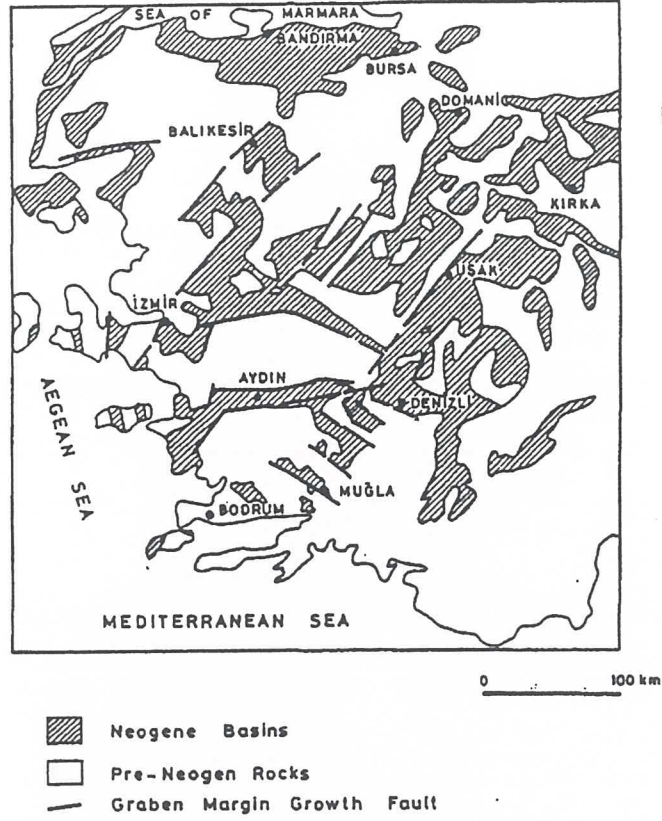 SEA OF MARMARA
BANDIRMA
BURSA
DOMANİ
BALIKESİR
KIRKA
UŞAK
İZMİR
AYDIN
DENİZLİ
AEGEAN SEA
MUĞLA
BODRUM
MEDITERRANEAN SEA
0 100 km
Neogene Basins
Pre-Neogen Rocks
Graben Margin Growth Fault